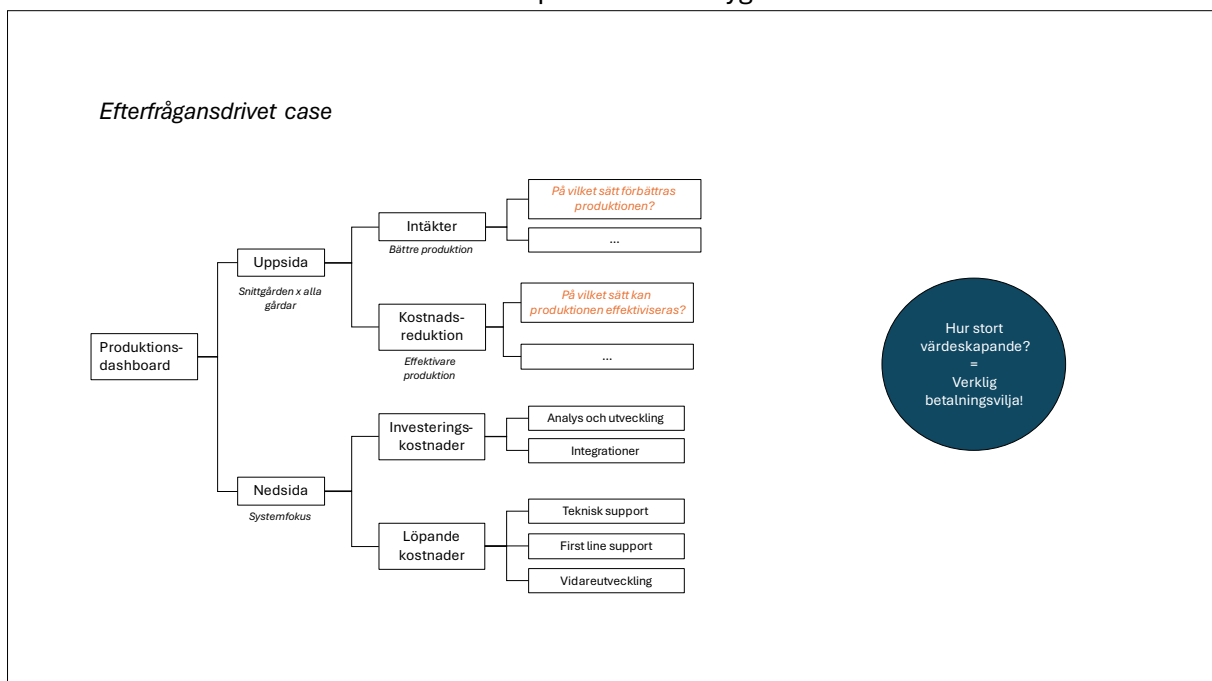 Efterfrågansdrivet case
På vilket sätt förbättras
produktionen?
Intäkter
Bättre produktion
...
Uppsida
Snittgården x alla
gårdar
På vilket sätt kan
produktionen effektiviseras?
Kostnads-
reduktion
Effektivare
produktion
...
Produktions-
dashboard
Hur stort
värdeskapande?
=
Verklig
betalningsvilja!
Investerings-
kostnader
Analys och utveckling
Integrationer
Nedsida
Systemfokus
Löpande
kostnader
Teknisk support
First line support
Vidareutveckling